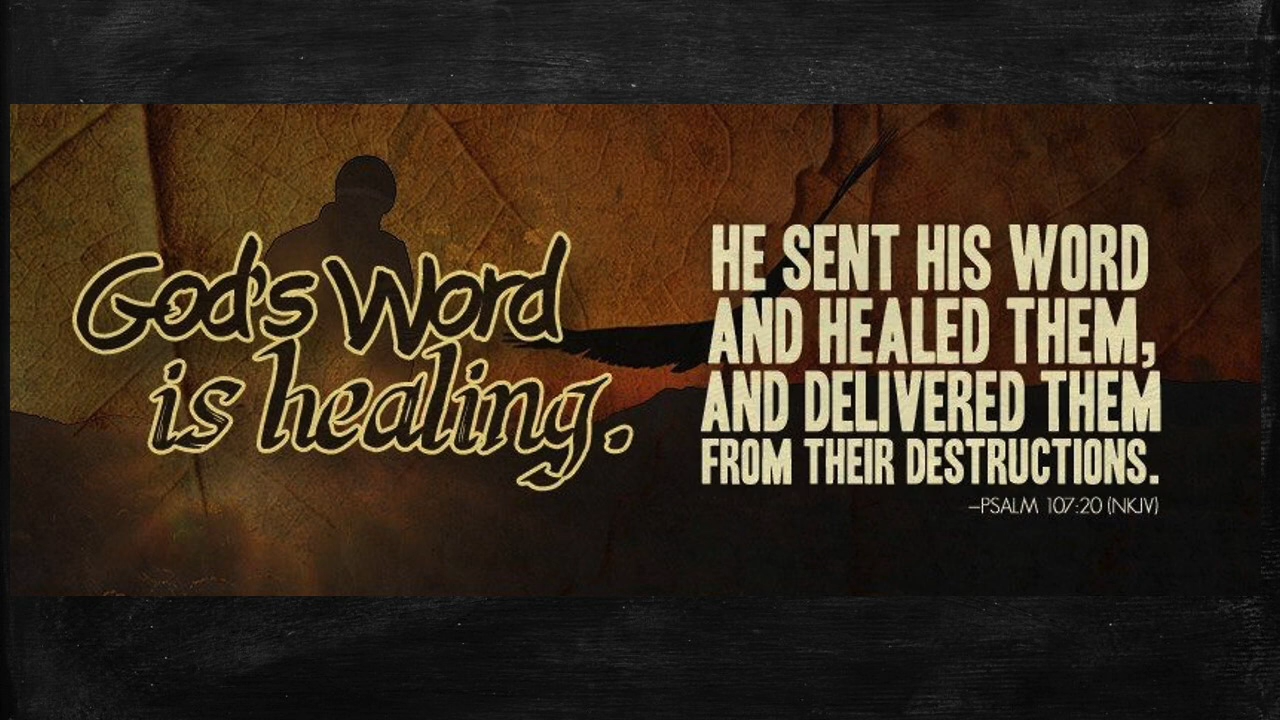 God's Word
is healing.
HE SENT HIS WORD
AND HEALED THEM,
AND DELIVERED THEM
FROM THEIR DESTRUCTIONS.
–PSALM 107:20 (NKJV)